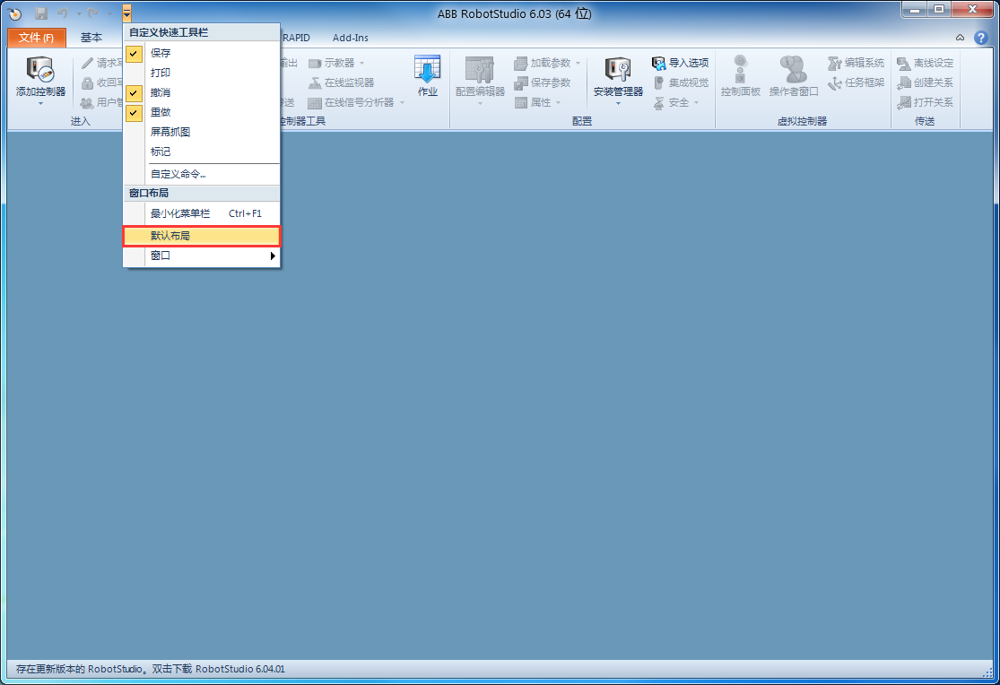 ABB RobotStudio 6.03 (64 位)
文件(F) 基本 RAPID Add-Ins
自定义快速工具栏
保存
打印
撤消
重做
屏幕抓图
标记
自定义命令...
窗口布局
最小化菜单栏 Ctrl+F1
默认布局
窗口
添加控制器
请求写
收回写
用户管
进入
输出
示教器
在线监视器
在线信号分析器
控制器工具
作业
配置编辑器
加载参数
保存参数
属性
安装管理器
导入选项
集成视觉
安全
配置
控制面板
操作者窗口
编辑系统
任务框架
虚拟控制器
离线设定
创建关系
打开关系
传送
存在更新版本的 RobotStudio。双击下载 RobotStudio 6.04.01